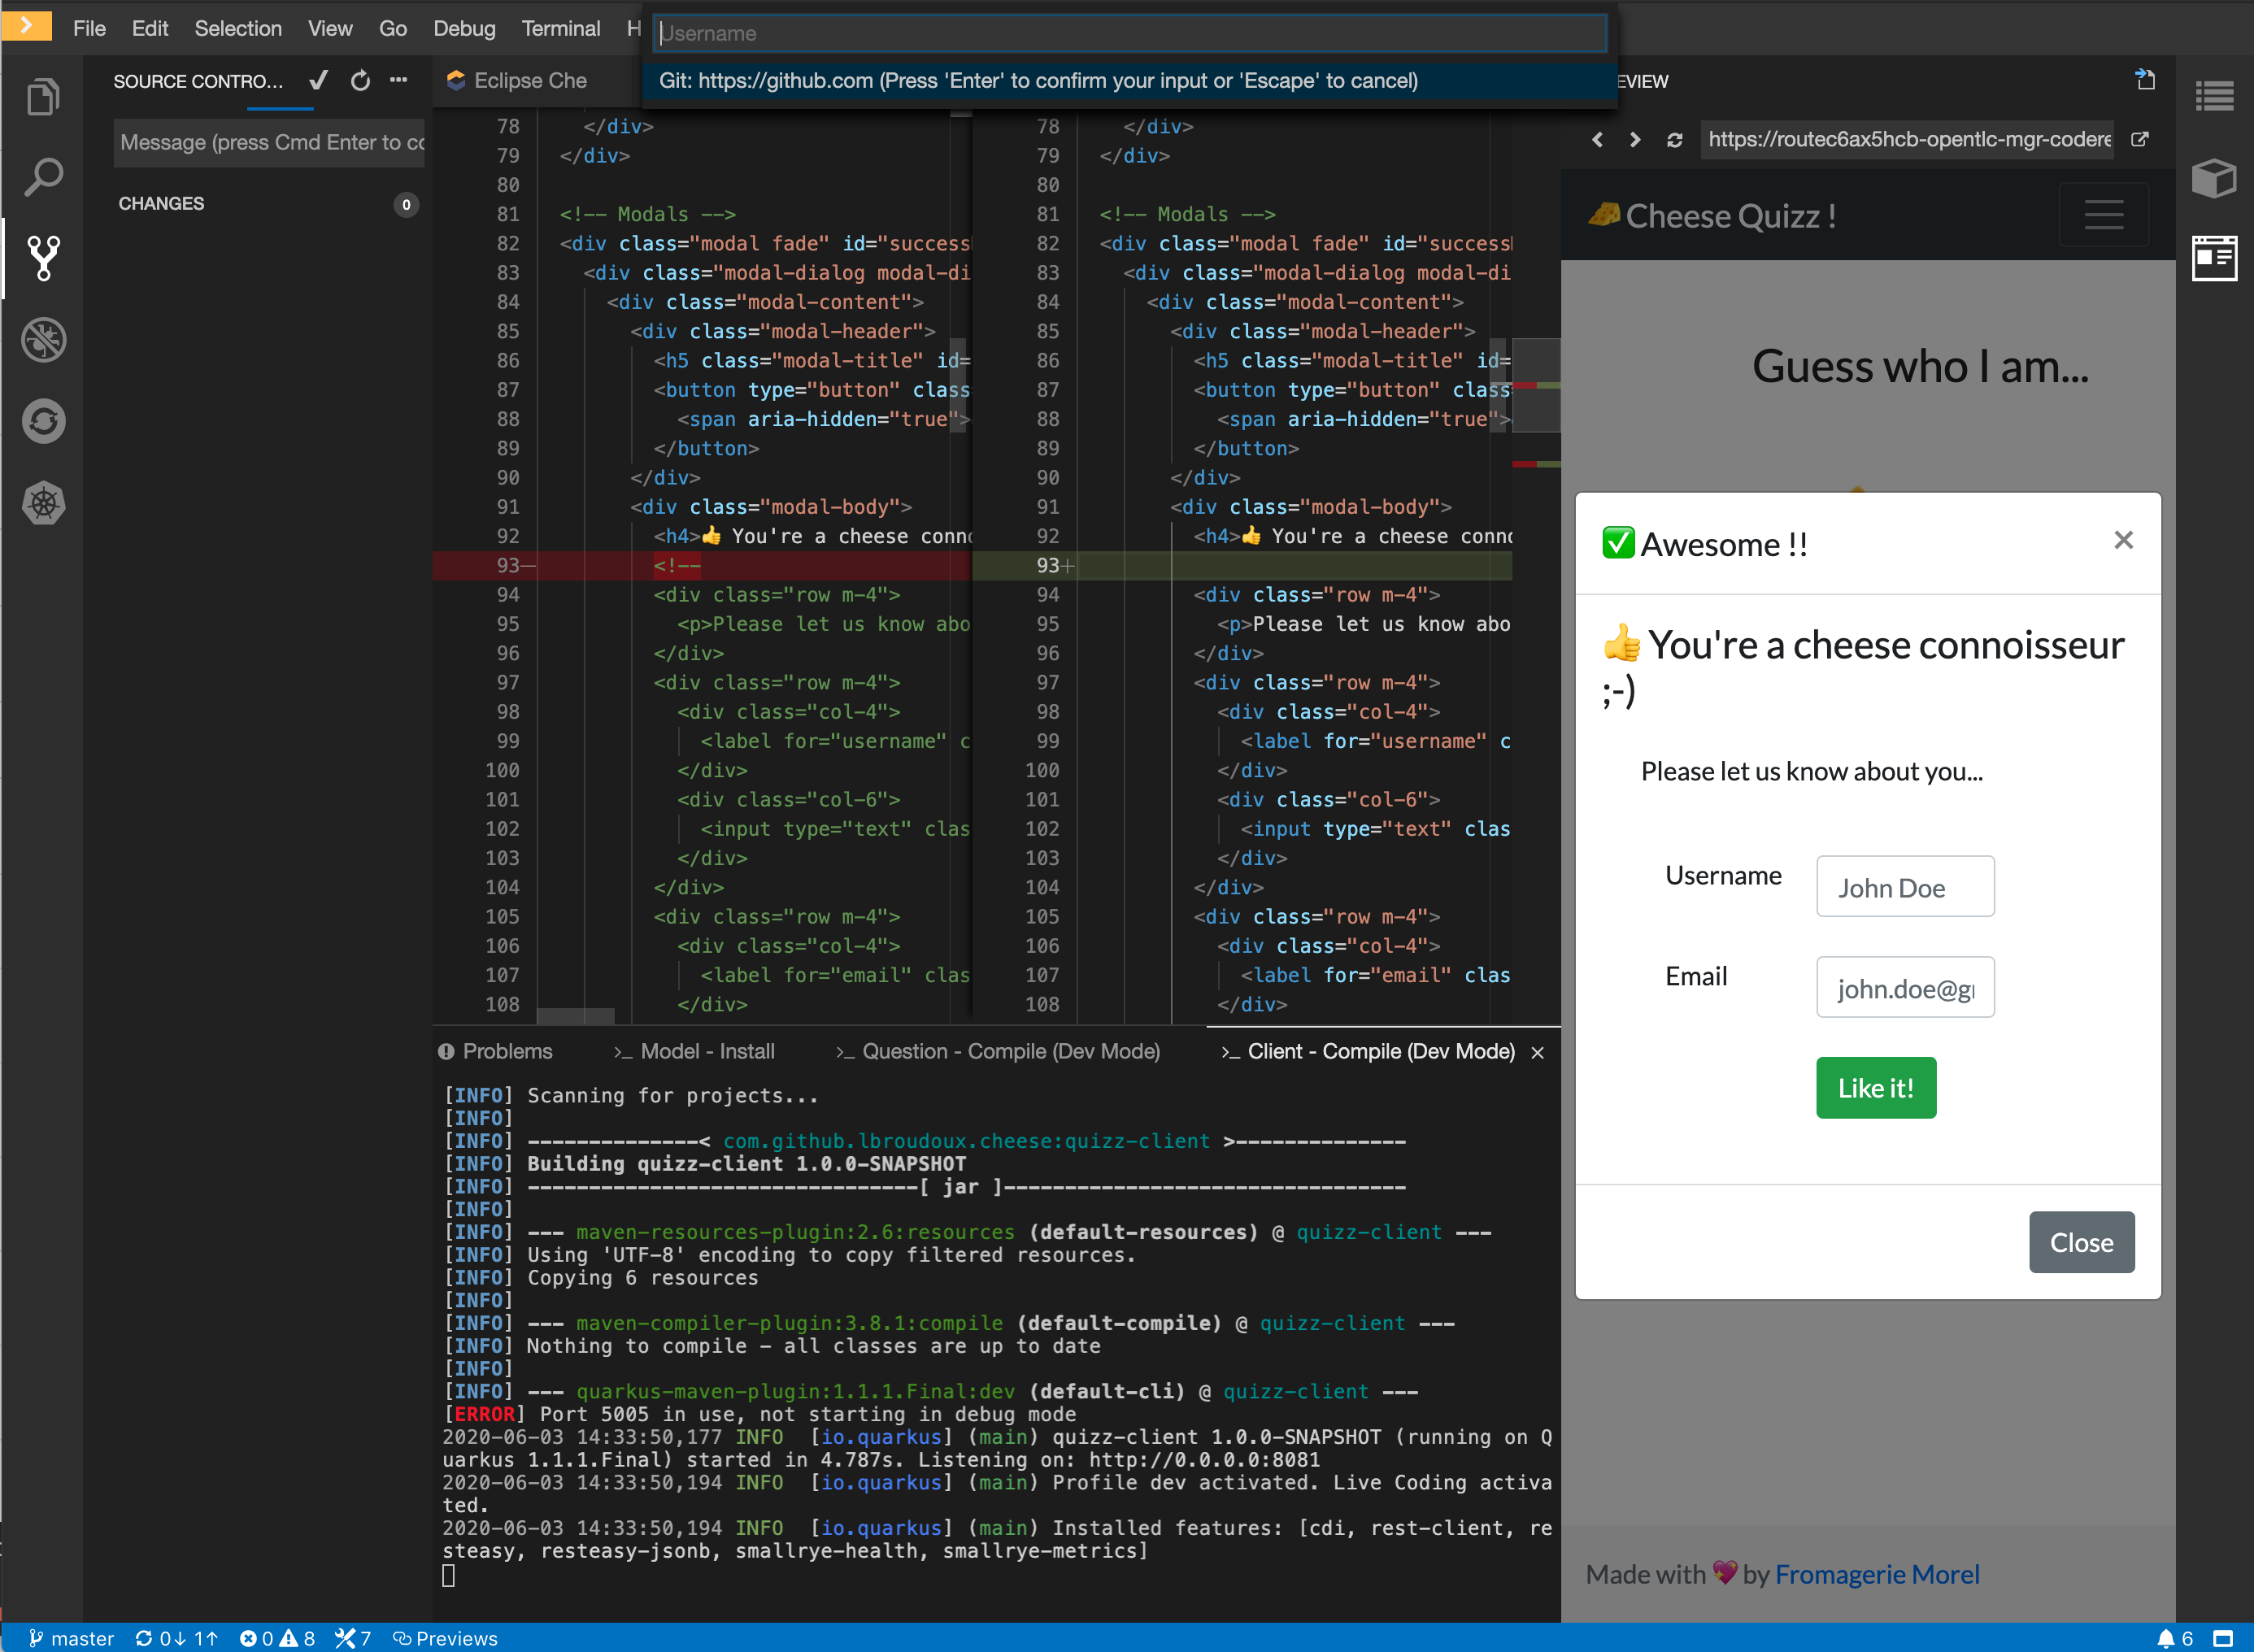 File Edit Selection View Go Debug Terminal H
Username
Git: https://github.com (Press 'Enter' to confirm your input or 'Escape' to cancel)
SOURCE CONTRO...
Message (press Cmd Enter to co
CHANGES 0
Eclipse Che
78 </div>
79 </div>
80
81 <!-- Modals -->
82 <div class="modal fade" id="success
83 <div class="modal-dialog modal-di
84 <div class="modal-content">
85 <div class="modal-header">
86 <h5 class="modal-title" id=
87 <button type="button" class
88 <span aria-hidden="true">
89 </button>
90 </div>
91 <div class="modal-body">
92 <h4>👍 You're a cheese conno
93— <!--
94 <div class="row m-4">
95 <p>Please let us know abo
96 </div>
97 <div class="row m-4">
98 <div class="col-4">
99 <label for="username" c
100 </div>
101 <div class="col-6">
102 <input type="text" clas
103 </div>
104 </div>
105 <div class="row m-4">
106 <div class="col-4">
107 <label for="email" clas
108 </div>
78 </div>
79 </div>
80
81 <!-- Modals -->
82 <div class="modal fade" id="success
83 <div class="modal-dialog modal-di
84 <div class="modal-content">
85 <div class="modal-header">
86 <h5 class="modal-title" id=
87 <button type="button" class
88 <span aria-hidden="true">
89 </button>
90 </div>
91 <div class="modal-body">
92 <h4>👍 You're a cheese conno
93+
94 <div class="row m-4">
95 <p>Please let us know abo
96 </div>
97 <div class="row m-4">
98 <div class="col-4">
99 <label for="username" c
100 </div>
101 <div class="col-6">
102 <input type="text" clas
103 </div>
104 </div>
105 <div class="row m-4">
106 <div class="col-4">
107 <label for="email" clas
108 </div>
Problems >_ Model - Install >_ Question - Compile (Dev Mode) >_ Client - Compile (Dev Mode) ×
[INFO] Scanning for projects...
[INFO]
[INFO] --------------< com.github.lbroudoux.cheese:quizz-client >--------------
[INFO] Building quizz-client 1.0.0-SNAPSHOT
[INFO] --------------------------------[ jar ]---------------------------------
[INFO]
[INFO] --- maven-resources-plugin:2.6:resources (default-resources) @ quizz-client ---
[INFO] Using 'UTF-8' encoding to copy filtered resources.
[INFO] Copying 6 resources
[INFO]
[INFO] --- maven-compiler-plugin:3.8.1:compile (default-compile) @ quizz-client ---
[INFO] Nothing to compile - all classes are up to date
[INFO]
[INFO] --- quarkus-maven-plugin:1.1.1.Final:dev (default-cli) @ quizz-client ---
[ERROR] Port 5005 in use, not starting in debug mode
2020-06-03 14:33:50,177 INFO [io.quarkus] (main) quizz-client 1.0.0-SNAPSHOT (running on Q
uarkus 1.1.1.Final) started in 4.787s. Listening on: http://0.0.0.0:8081
2020-06-03 14:33:50,194 INFO [io.quarkus] (main) Profile dev activated. Live Coding activa
ted.
2020-06-03 14:33:50,194 INFO [io.quarkus] (main) Installed features: [cdi, rest-client, re
steasy, resteasy-jsonb, smallrye-health, smallrye-metrics]
EVIEW
https://routec6ax5hcb-opentlc-mgr-codere
🧀 Cheese Quizz !
Guess who I am...
✅ Awesome !! ×
👍 You're a cheese connoisseur
;-)
Please let us know about you...
Username John Doe
Email john.doe@g
Like it!
Close
Made with 💖 by Fromagerie Morel
master 0↓ 1↑ 0 8 7 Previews 6